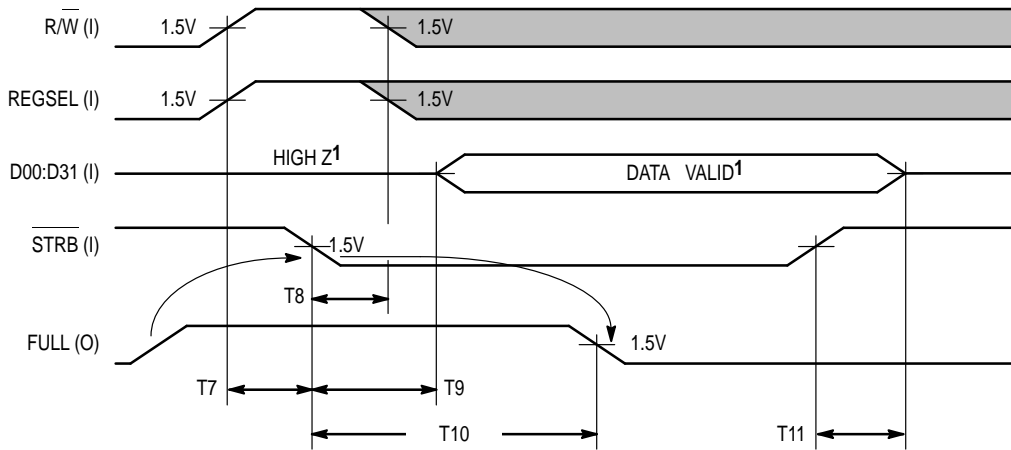 R/W̅ (I) 1.5V 1.5V
REGSEL (I) 1.5V 1.5V
HIGH Z¹
D00:D31 (I) DATA VALID¹
S̅T̅R̅B̅ (I) 1.5V
T8
FULL (O) 1.5V
T7 T9
T10 T11